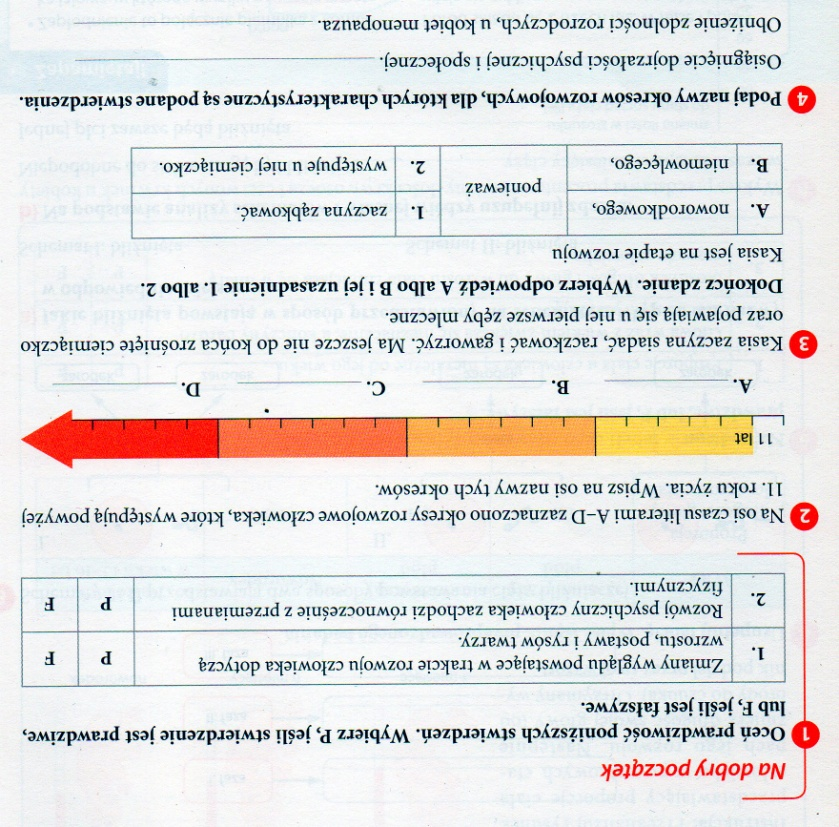 Na dobry początek
1 Oceń prawdziwość poniższych stwierdzeń. Wybierz P, jeśli stwierdzenie jest prawdziwe,
lub F, jeśli jest fałszywe.
1. Zmiany wyglądu powstające w trakcie rozwoju człowieka dotyczą P F
wzrostu, postawy i rysów twarzy.
2. Rozwój psychiczny człowieka zachodzi równocześnie z przemianami P F
fizycznymi.
2 Na osi czasu literami A–D zaznaczono okresy rozwojowe człowieka, które występują powyżej
11. roku życia. Wpisz na osi nazwy tych okresów.
11 lat
A. B. C. D.
3 Kasia zaczyna siadać, raczkować i gaworzyć. Ma jeszcze nie do końca zrośnięte ciemiączko
oraz pojawiają się u niej pierwsze zęby mleczne.
Dokończ zdanie. Wybierz odpowiedź A albo B i jej uzasadnienie 1. albo 2.
Kasia jest na etapie rozwoju
A. noworodkowego, ponieważ 1. zaczyna ząbkować.
B. niemowlęcego, 2. występuje u niej ciemiączko.
4 Podaj nazwy okresów rozwojowych, dla których charakterystyczne są podane stwierdzenia.
Osiągnięcie dojrzałości psychicznej i społecznej.
Obniżenie zdolności rozrodczych, u kobiet menopauza.